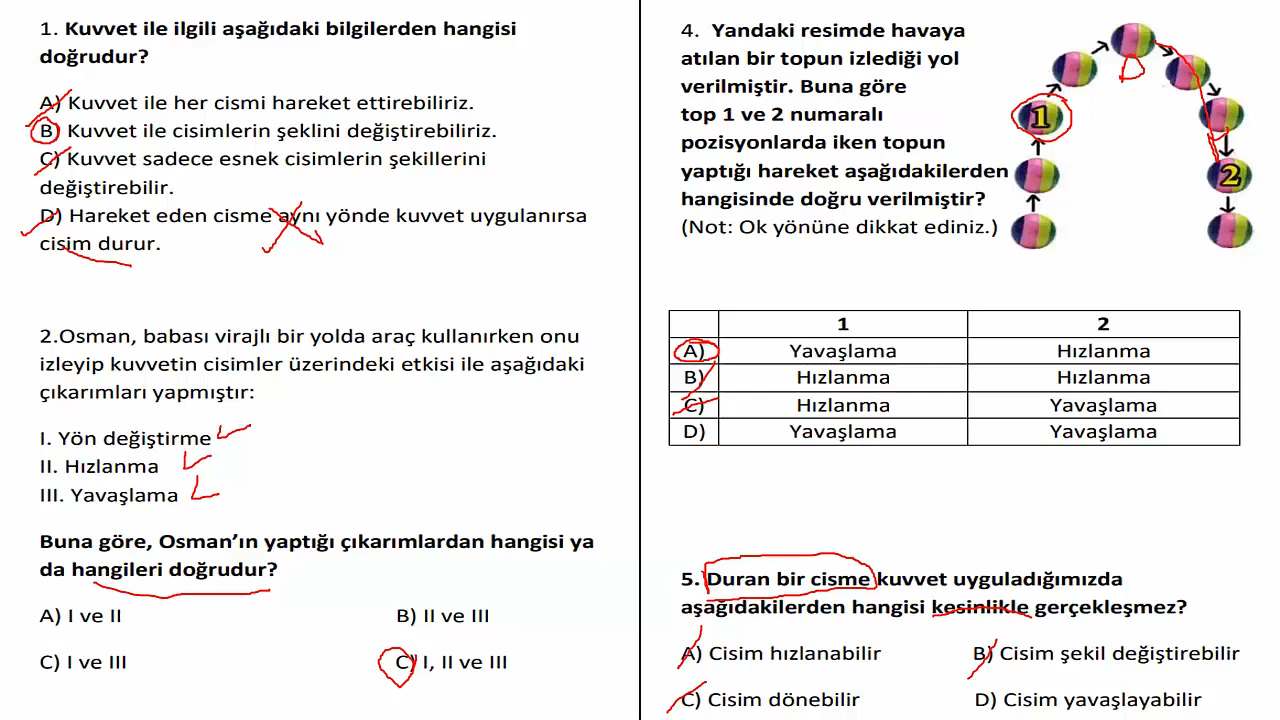 1. Kuvvet ile ilgili aşağıdaki bilgilerden hangisi
doğrudur?
A) Kuvvet ile her cismi hareket ettirebiliriz.
B) Kuvvet ile cisimlerin şeklini değiştirebiliriz.
C) Kuvvet sadece esnek cisimlerin şekillerini
değiştirebilir.
D) Hareket eden cisme aynı yönde kuvvet uygulanırsa
cisim durur.
2.Osman, babası virajlı bir yolda araç kullanırken onu
izleyip kuvvetin cisimler üzerindeki etkisi ile aşağıdaki
çıkarımları yapmıştır:
I. Yön değiştirme
II. Hızlanma
III. Yavaşlama
Buna göre, Osman’ın yaptığı çıkarımlardan hangisi ya
da hangileri doğrudur?
A) I ve II B) II ve III
C) I ve III C) I, II ve III
4. Yandaki resimde havaya
atılan bir topun izlediği yol
verilmiştir. Buna göre
top 1 ve 2 numaralı
pozisyonlarda iken topun
yaptığı hareket aşağıdakilerden
hangisinde doğru verilmiştir?
(Not: Ok yönüne dikkat ediniz.)
1
2
1 2
A) Yavaşlama Hızlanma
B) Hızlanma Hızlanma
C) Hızlanma Yavaşlama
D) Yavaşlama Yavaşlama
5. Duran bir cisme kuvvet uyguladığımızda
aşağıdakilerden hangisi kesinlikle gerçekleşmez?
A) Cisim hızlanabilir B) Cisim şekil değiştirebilir
C) Cisim dönebilir D) Cisim yavaşlayabilir